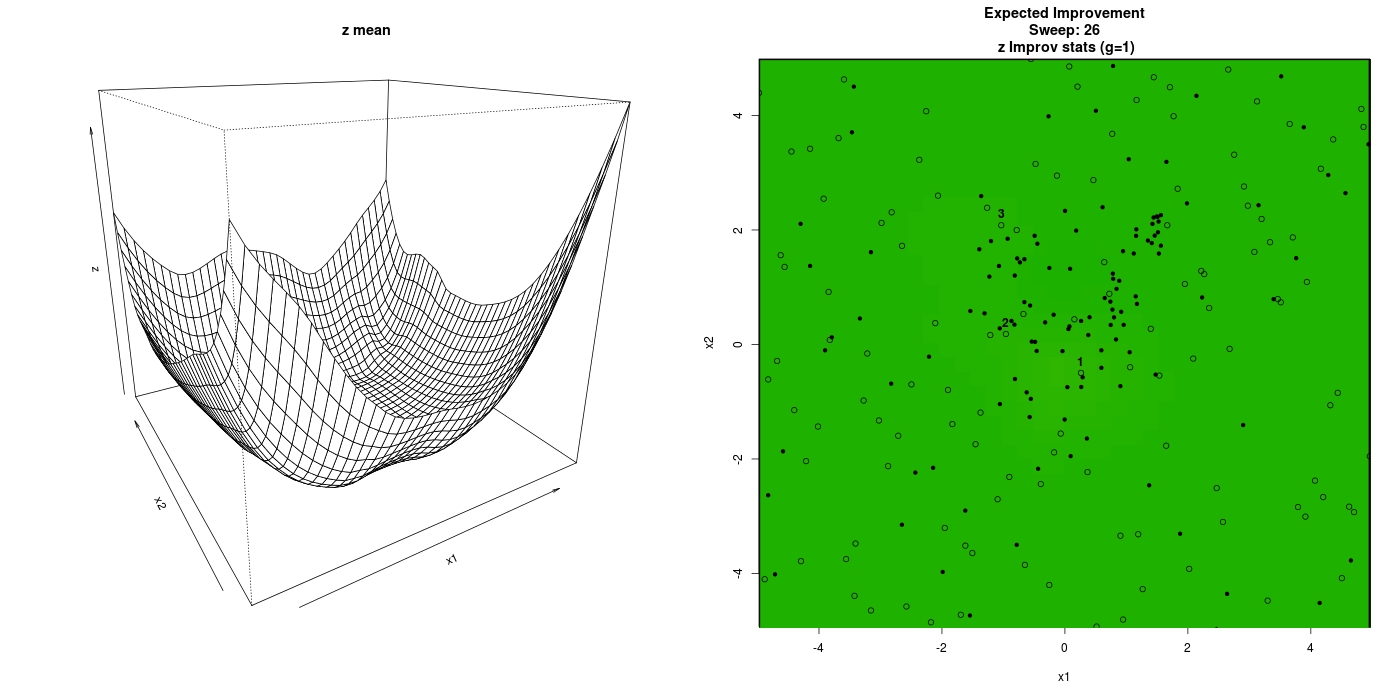 z mean
z
x2
x1
Expected Improvement
Sweep: 26
z Improv stats (g=1)
4
2
0
-2
-4
x2
3
2
1
-4
-2
0
2
4
x1